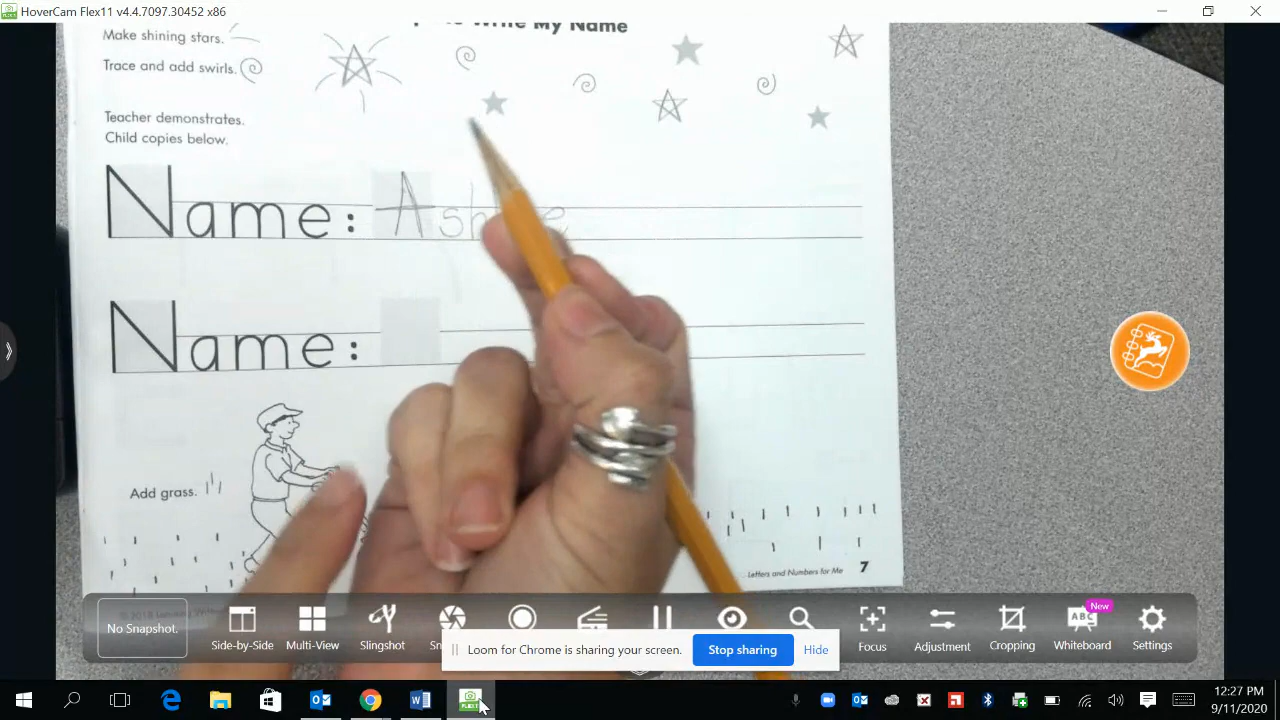 HoverCam Flex11 v4.4.7097.30452 x86
Write My Name
Make shining stars.
Trace and add swirls.
Teacher demonstrates.
Child copies below.
Name:
Name:
Add grass.
Letters and Numbers for Me 7
No Snapshot.
Side-by-Side
Multi-View
Slingshot
Focus
Adjustment
Cropping
New
ABC
Whiteboard
Settings
Loom for Chrome is sharing your screen.
Stop sharing
Hide
12:27 PM
9/11/2020